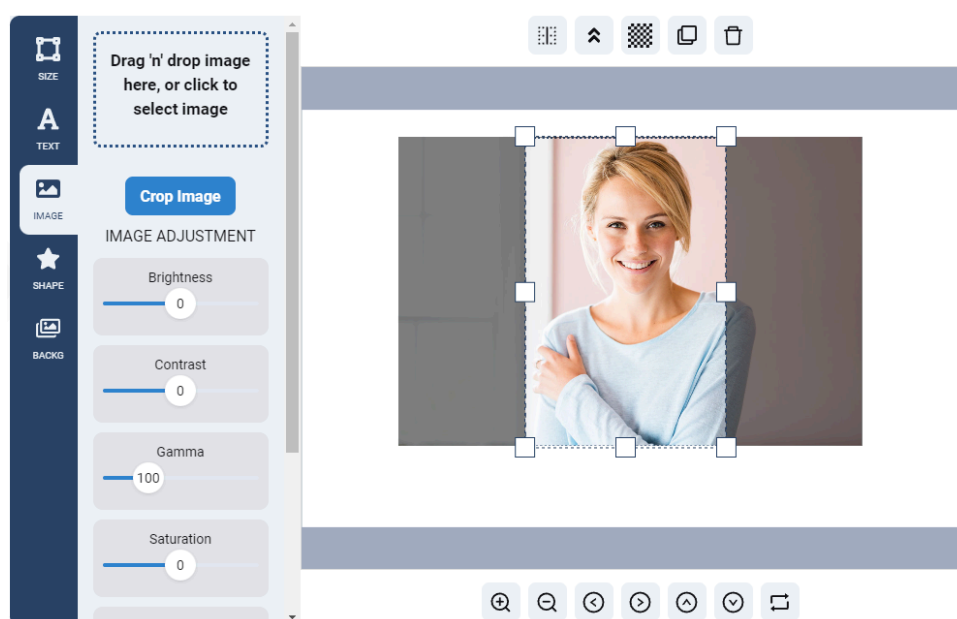 SIZE
TEXT
IMAGE
SHAPE
BACKG
Drag 'n' drop image
here, or click to
select image
Crop Image
IMAGE ADJUSTMENT
Brightness
0
Contrast
0
Gamma
100
Saturation
0